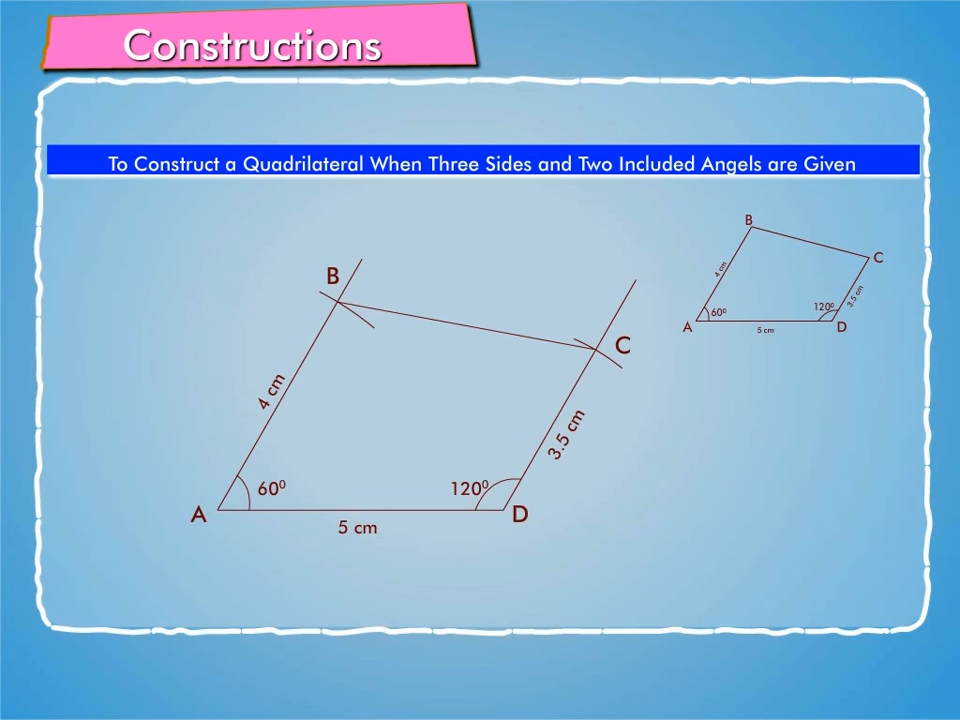 Constructions
To Construct a Quadrilateral When Three Sides and Two Included Angels are Given
B
C
4 cm
3.5 cm
60⁰
120⁰
A
D
5 cm
B
C
4 cm
3.5 cm
60⁰
120⁰
A
D
5 cm